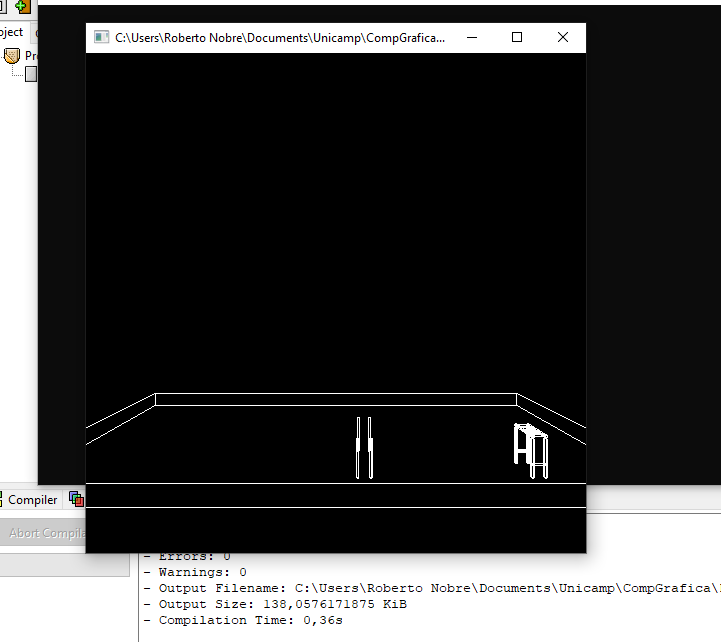 oject
C:\Users\Roberto Nobre\Documents\Unicamp\CompGrafica...
Pr
Compiler
Abort Compila
- Errors: 0
- Warnings: 0
- Output Filename: C:\Users\Roberto Nobre\Documents\Unicamp\CompGrafica\
- Output Size: 138,0576171875 KiB
- Compilation Time: 0,36s